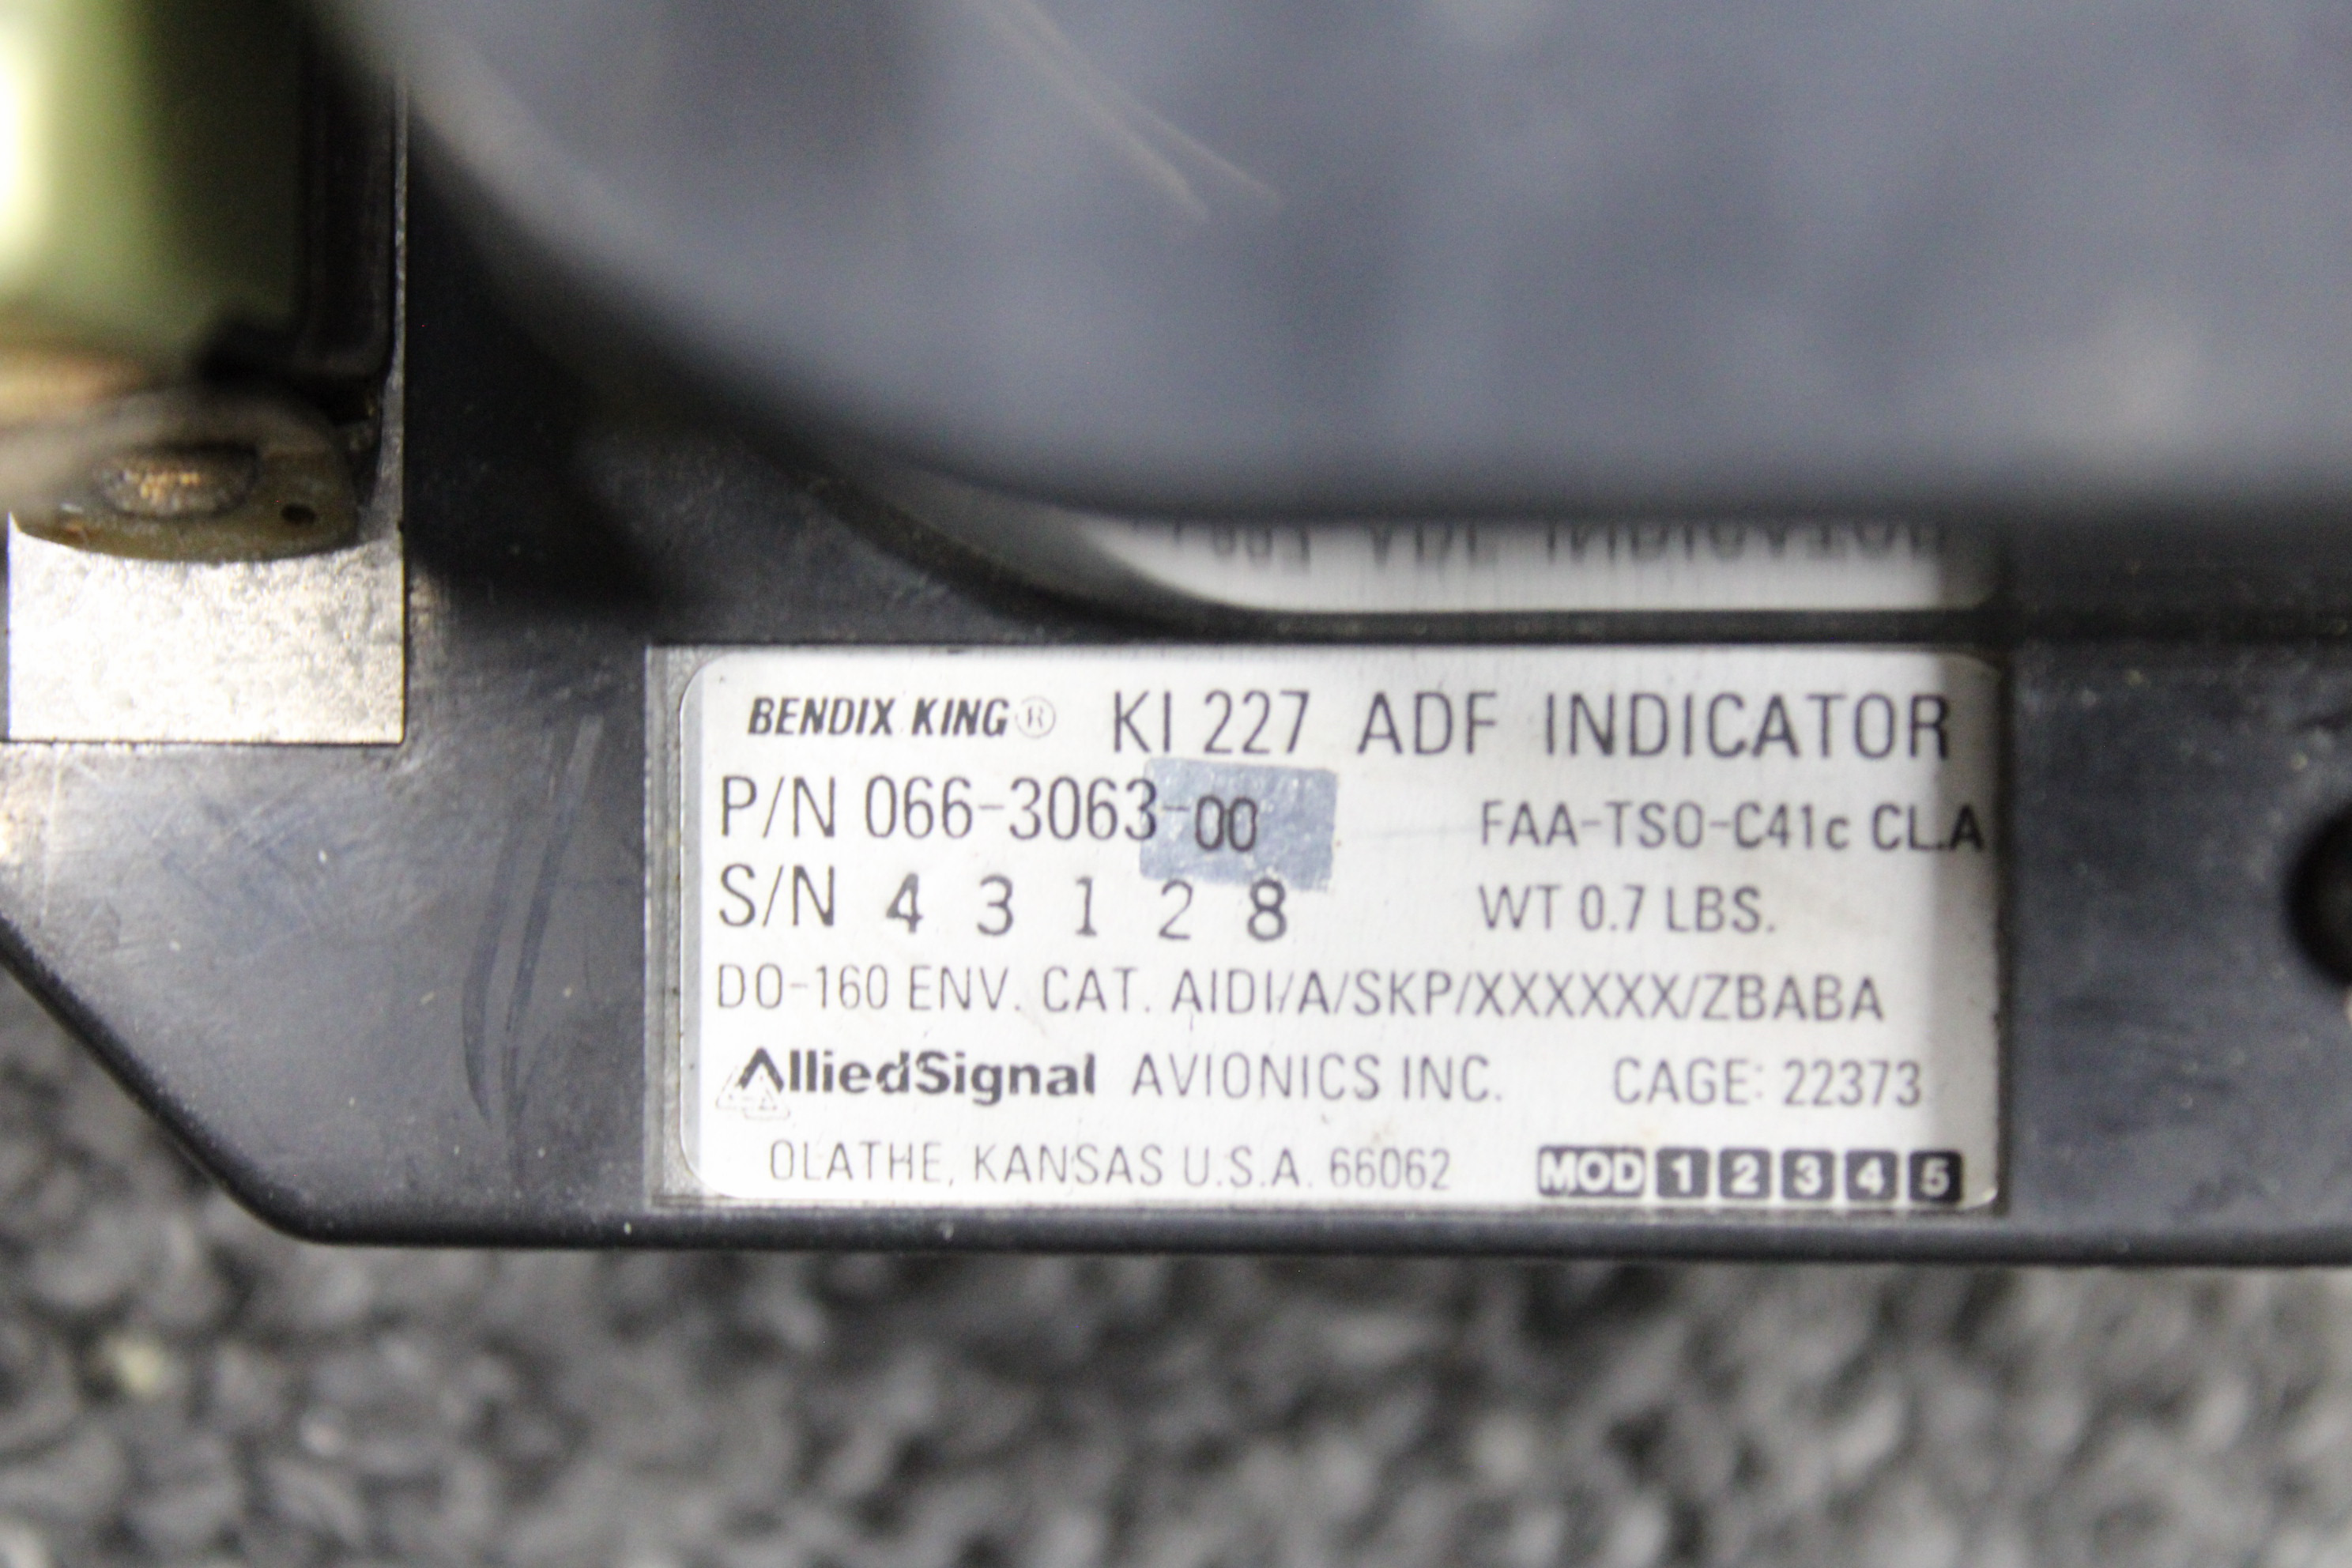 BENDIX KING® KI 227 ADF INDICATOR
P/N 066-3063-00 FAA-TSO-C41c CL.A
S/N 4 3 1 2 8 WT 0.7 LBS.
DO-160 ENV. CAT. AIDI/A/SKP/XXXXXX/ZBABA
AlliedSignal AVIONICS INC. CAGE: 22373
OLATHE, KANSAS U.S.A. 66062 MOD 1 2 3 4 5